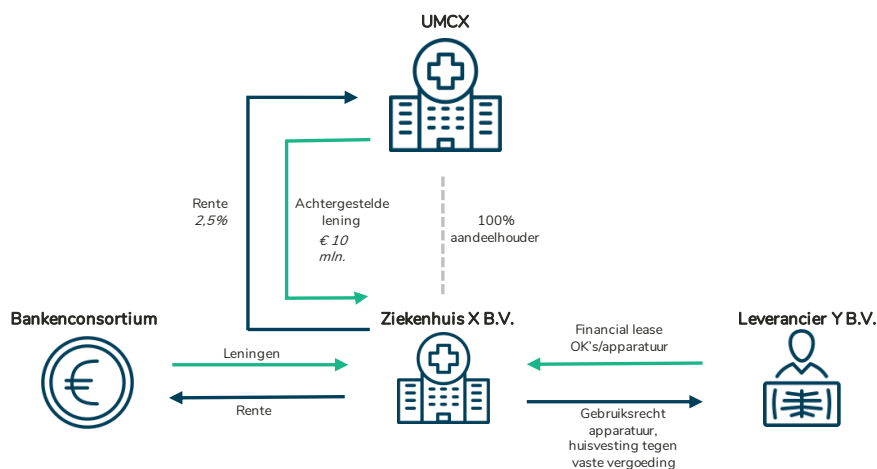 UMCX
Rente
2,5%
Achtergestelde
lening
€ 10
mln.
100%
aandeelhouder
Bankenconsortium
Ziekenhuis X B.V.
Leverancier Y B.V.
Leningen
Rente
Financial lease
OK's/apparatuur
Gebruiksrecht
apparatuur,
huisvesting tegen
vaste vergoeding